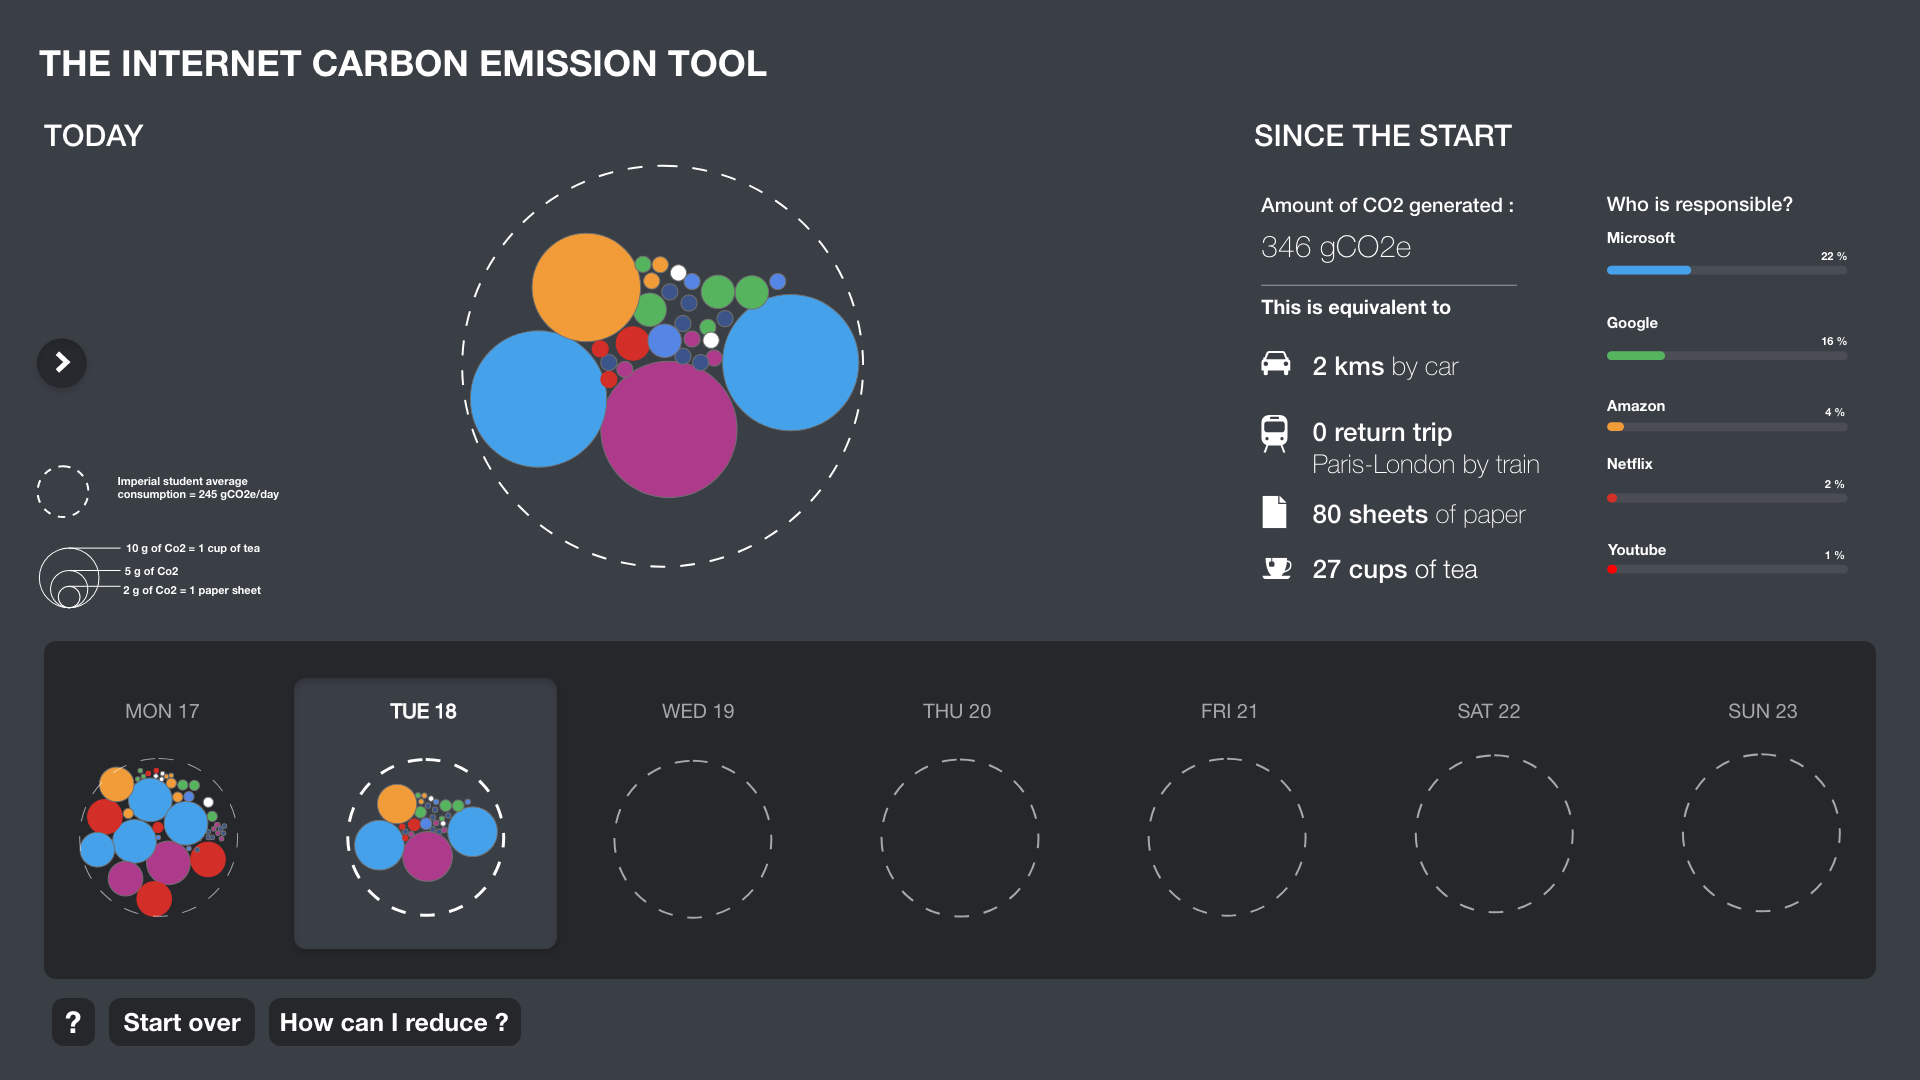 THE INTERNET CARBON EMISSION TOOL
TODAY
Imperial student average
consumption = 245 gCO2e/day
10 g of Co2 = 1 cup of tea
5 g of Co2
2 g of Co2 = 1 paper sheet
SINCE THE START
Amount of CO2 generated :
346 gCO2e
This is equivalent to
2 kms by car
0 return trip
Paris-London by train
80 sheets of paper
27 cups of tea
Who is responsible?
Microsoft
22 %
Google
16 %
Amazon
4 %
Netflix
2 %
Youtube
1 %
MON 17
TUE 18
WED 19
THU 20
FRI 21
SAT 22
SUN 23
?
Start over
How can I reduce ?